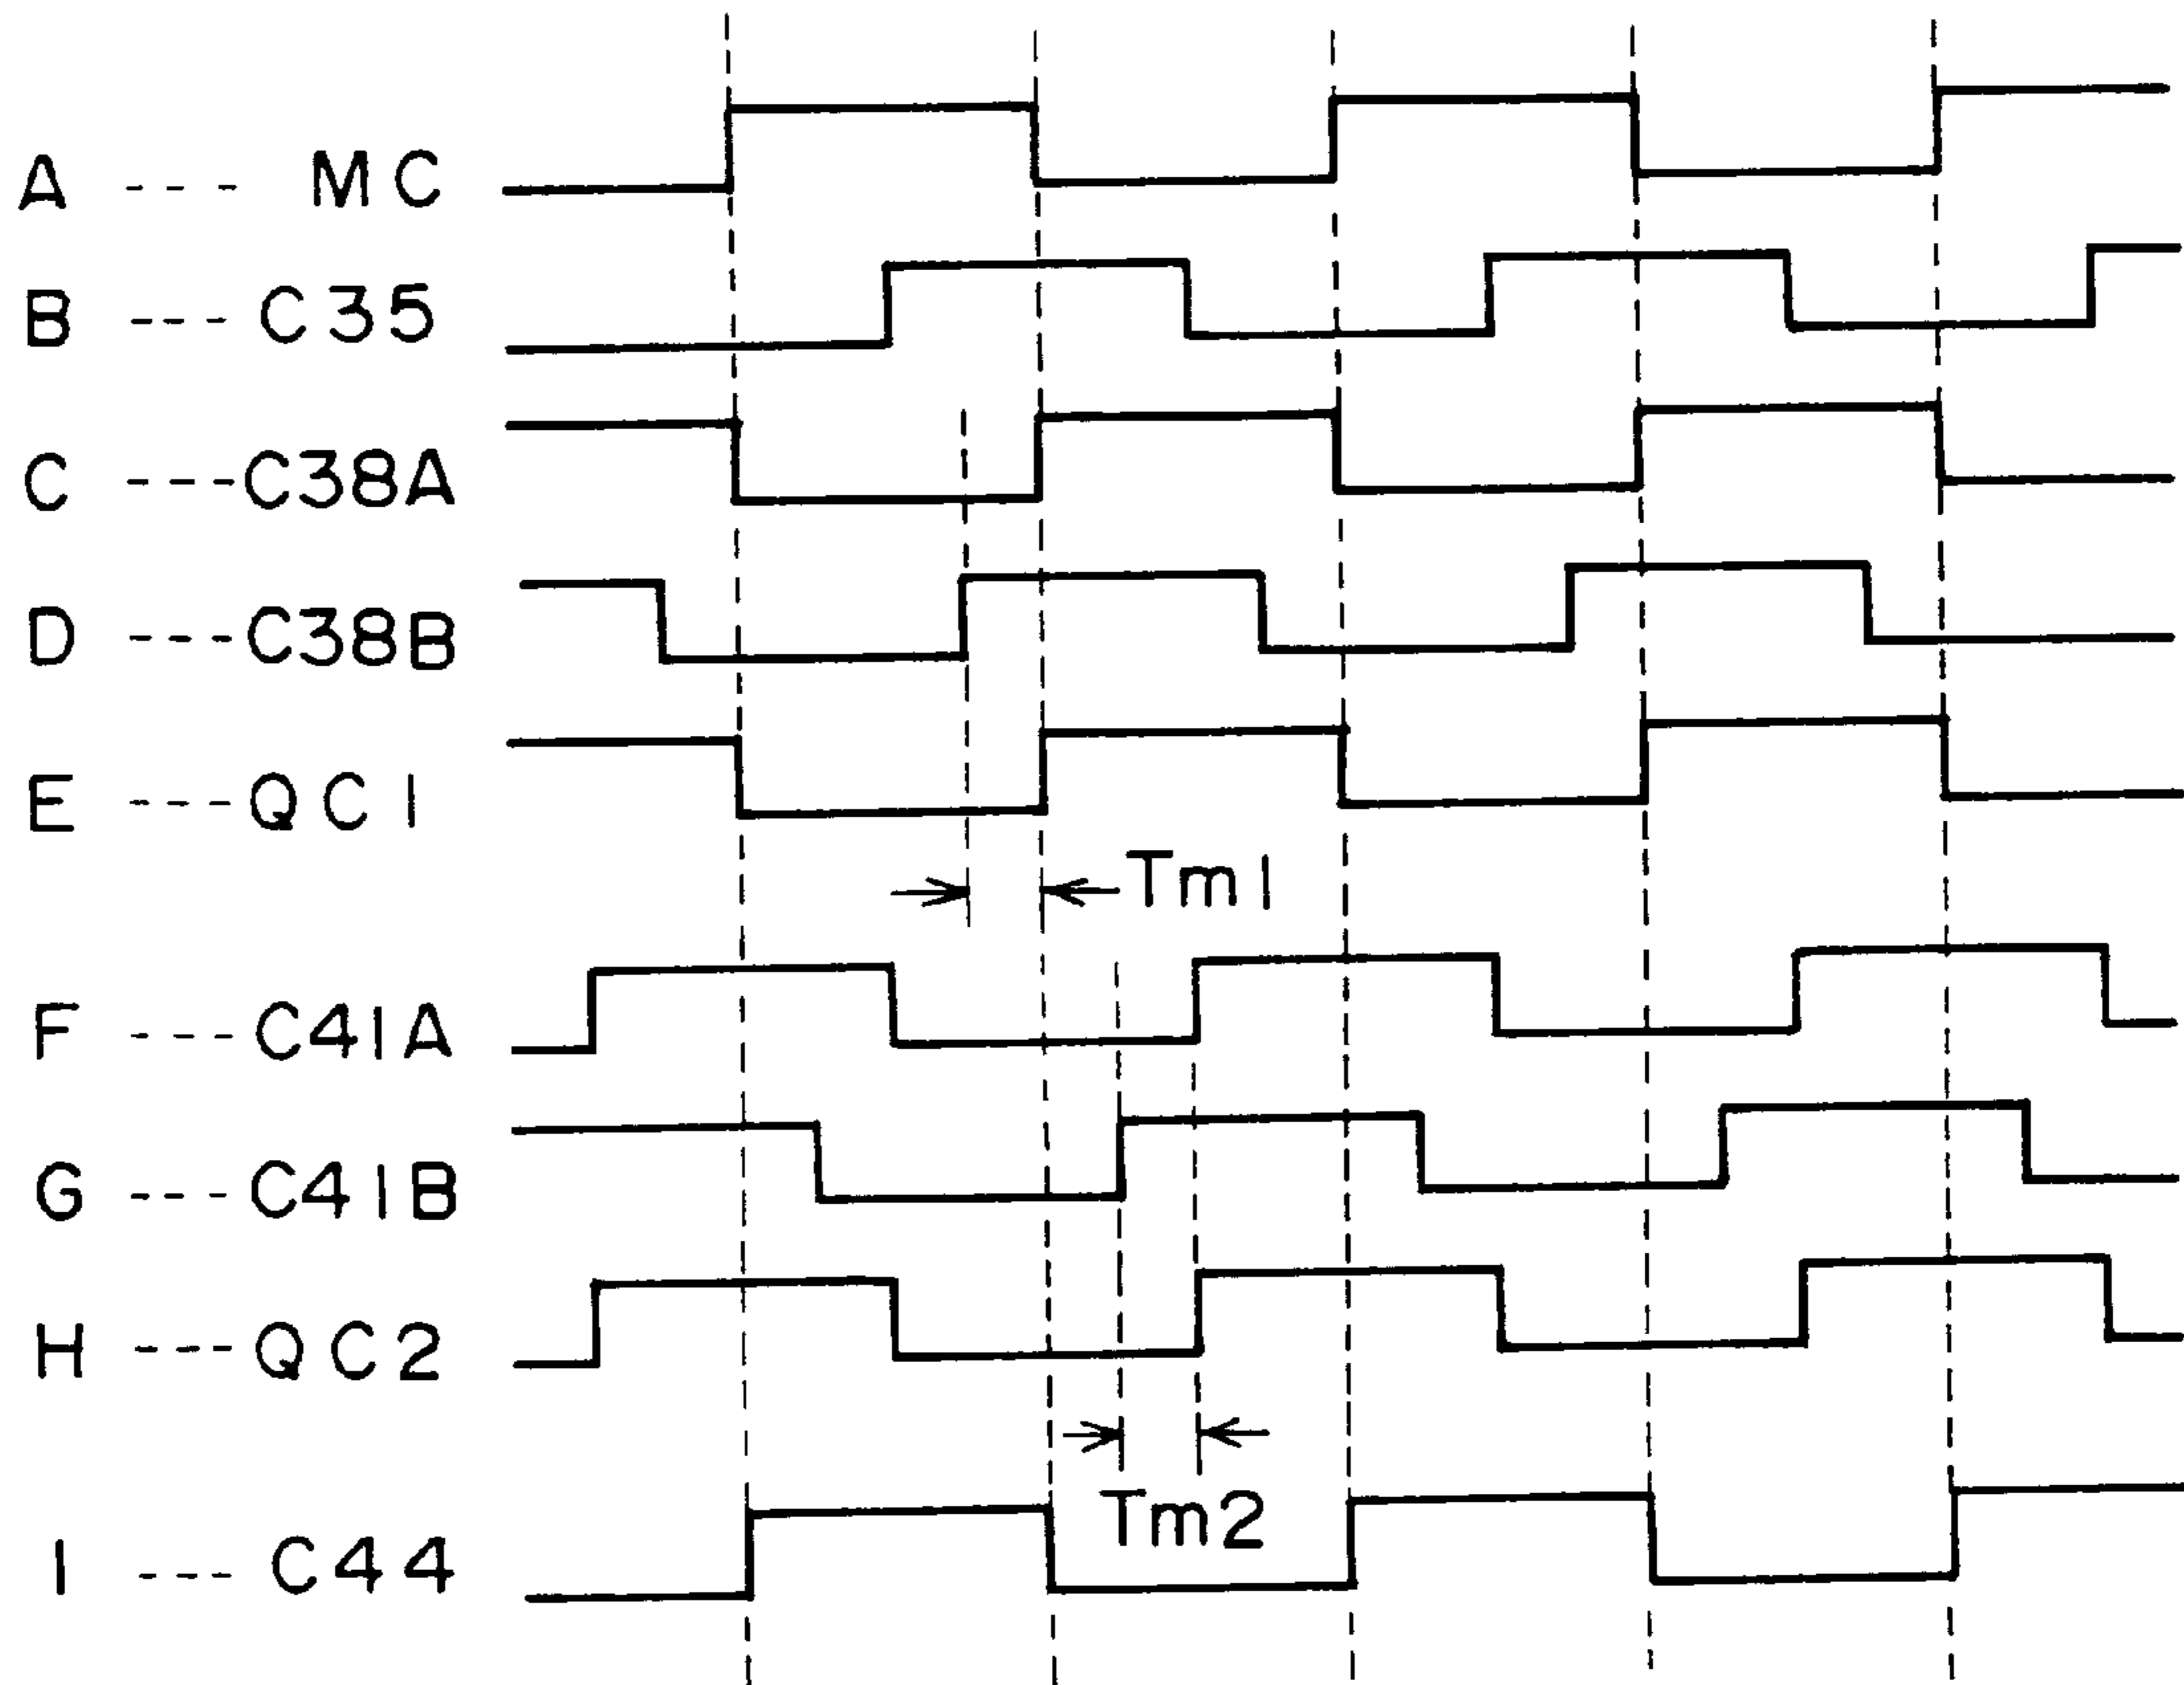 A --- MC
B --- C35
C --- C38A
D --- C38B
E --- QC1
Tm1
F --- C41A
G --- C41B
H --- QC2
Tm2
I --- C44